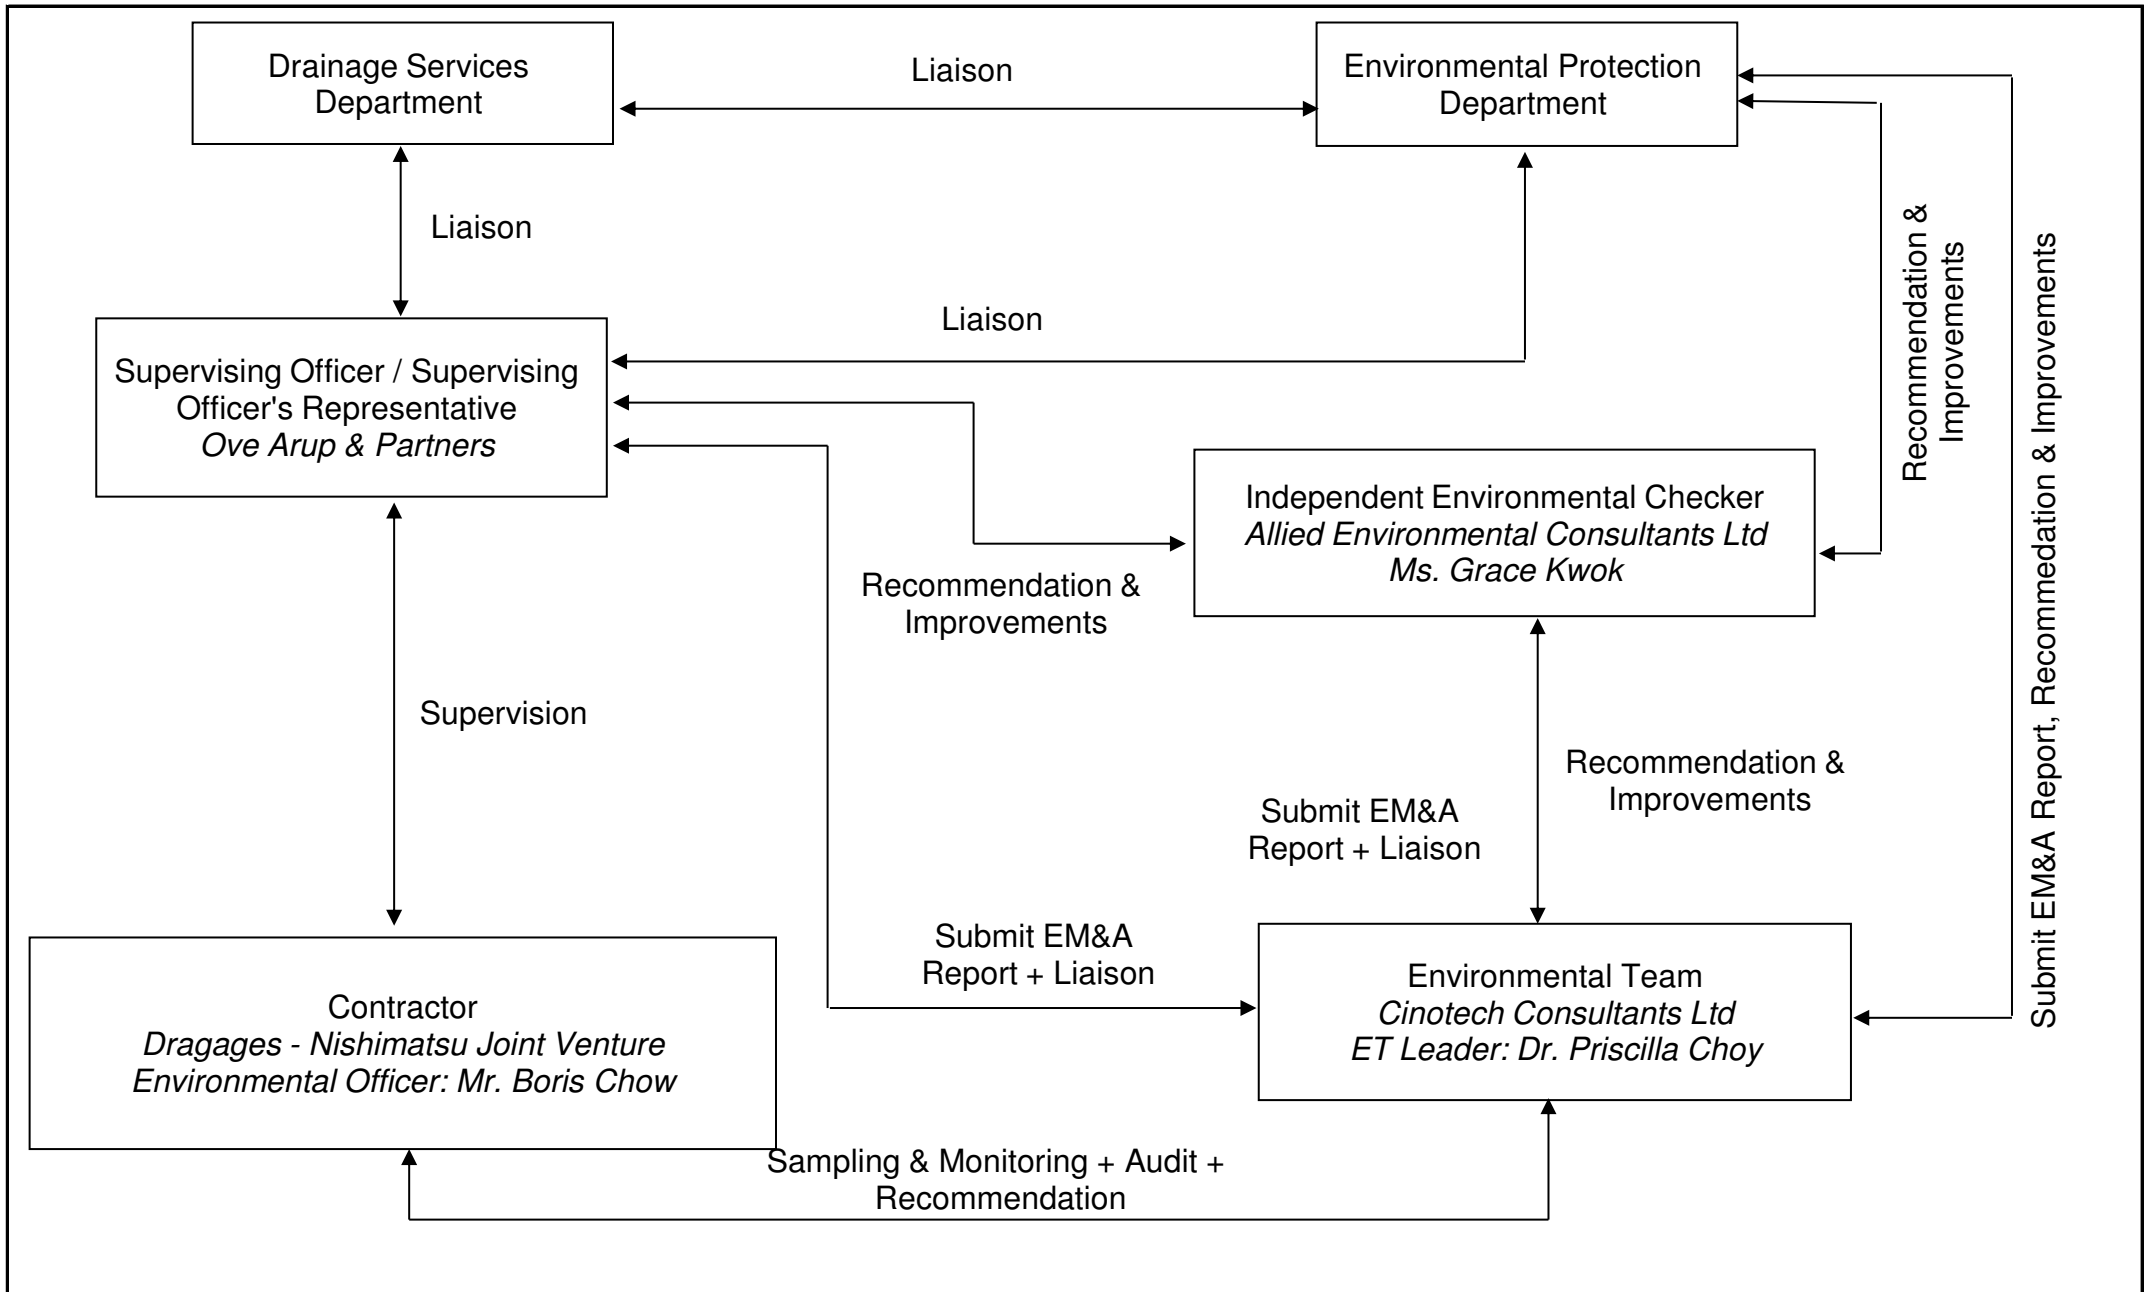 Drainage Services
Department
Liaison
Environmental Protection
Department
Liaison
Recommendation &
Improvements
Submit EM&A Report, Recommedation & Improvements
Liaison
Supervising Officer / Supervising
Officer's Representative
Ove Arup & Partners
Independent Environmental Checker
Allied Environmental Consultants Ltd
Ms. Grace Kwok
Recommendation &
Improvements
Supervision
Recommendation &
Improvements
Submit EM&A
Report + Liaison
Submit EM&A
Report + Liaison
Contractor
Dragages - Nishimatsu Joint Venture
Environmental Officer: Mr. Boris Chow
Environmental Team
Cinotech Consultants Ltd
ET Leader: Dr. Priscilla Choy
Sampling & Monitoring + Audit +
Recommendation